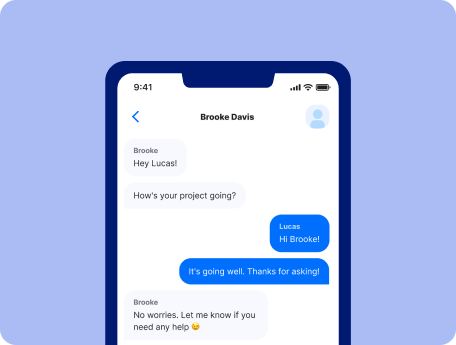 9:41
Brooke Davis
Brooke
Hey Lucas!
How's your project going?
Lucas
Hi Brooke!
It's going well. Thanks for asking!
Brooke
No worries. Let me know if you
need any help 😉